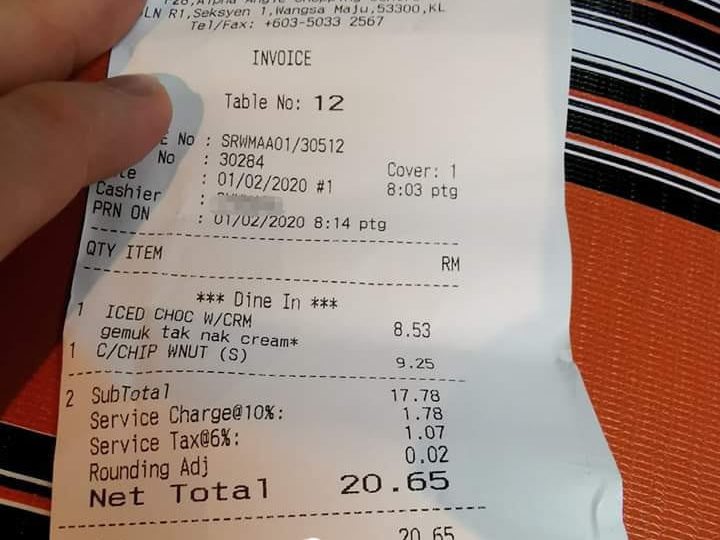 LN R1,Seksyen 1,Wangsa Maju,53300,KL
Tel/Fax: +603-5033 2567
INVOICE
Table No: 12
E No : SRWMAA01/30512
No : 30284 Cover: 1
te : 01/02/2020 #1 8:03 ptg
Cashier :
PRN ON : 01/02/2020 8:14 ptg
QTY ITEM RM
*** Dine In ***
1 ICED CHOC W/CRM 8.53
gemuk tak nak cream*
1 C/CHIP WNUT (S) 9.25
2 SubTotal 17.78
Service Charge@10%: 1.78
Service Tax@6%: 1.07
Rounding Adj 0.02
Net Total 20.65
20.65